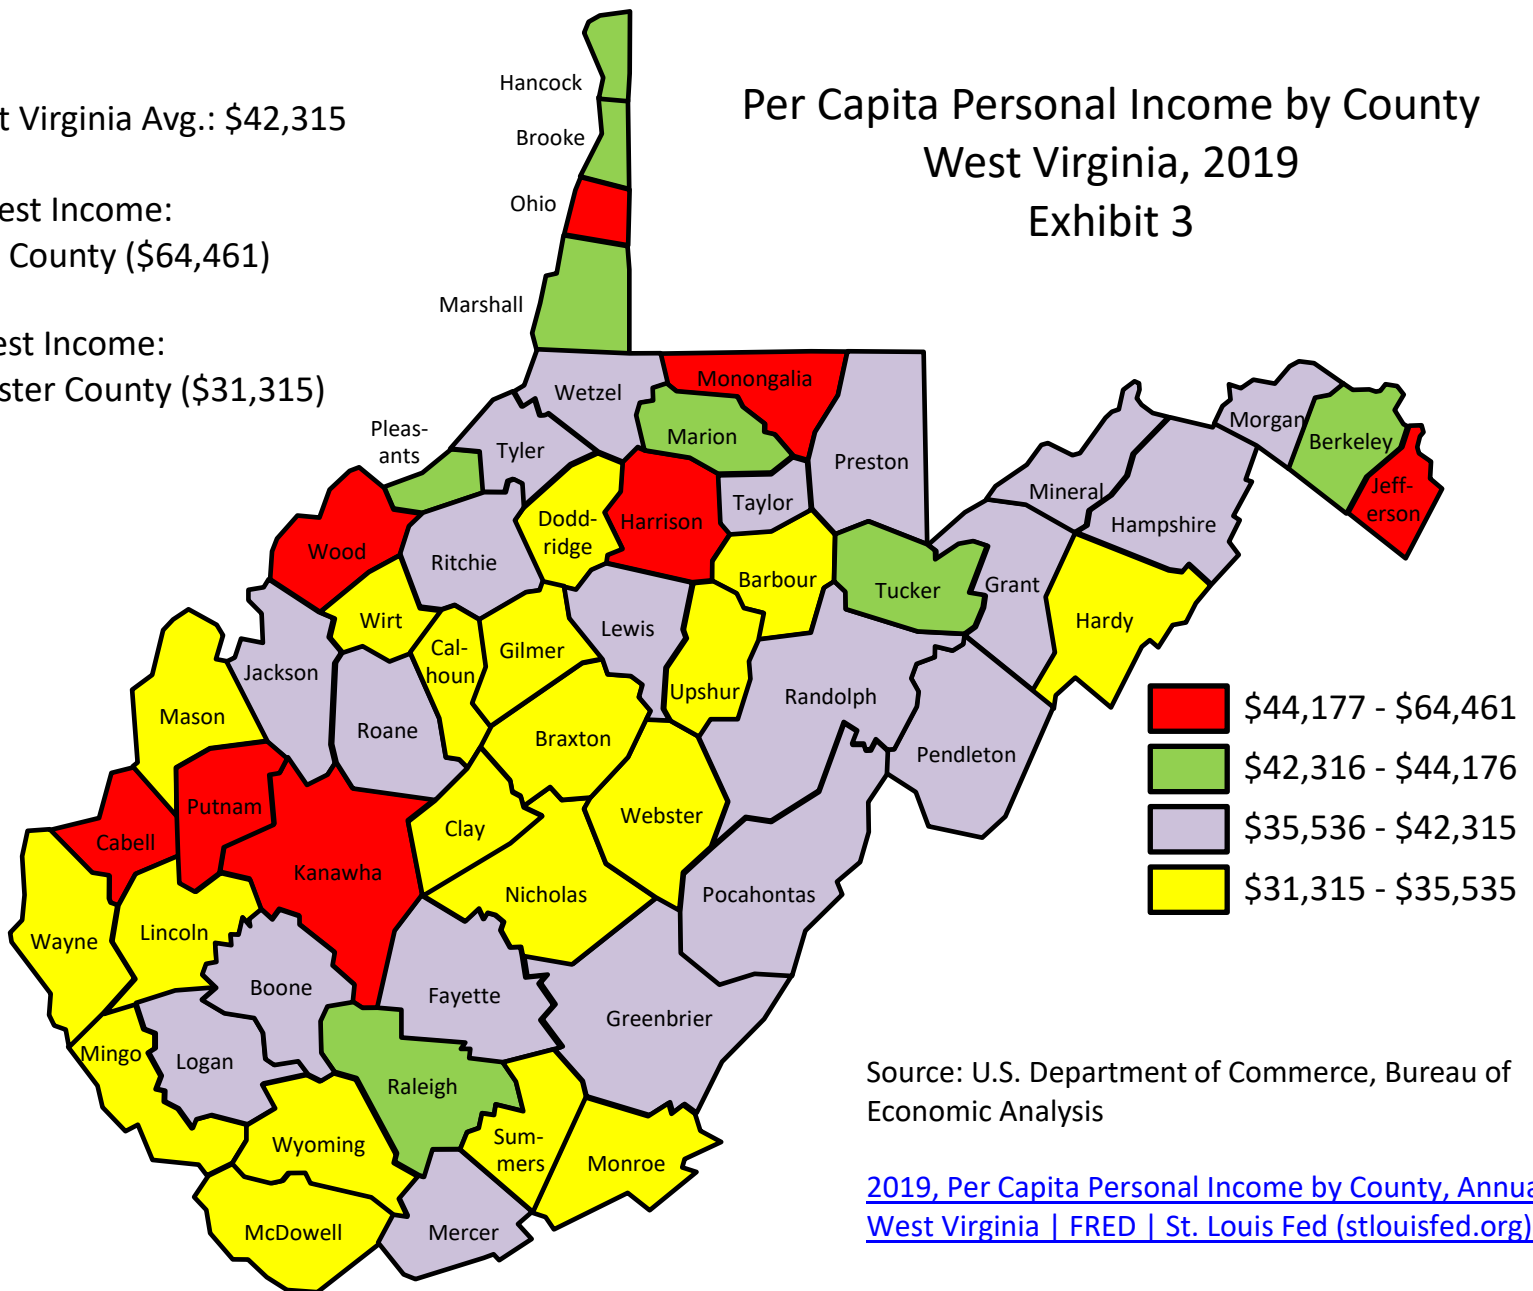 Per Capita Personal Income by County
West Virginia, 2019
Exhibit 3
t Virginia Avg.: $42,315
est Income:
County ($64,461)
est Income:
ster County ($31,315)
Hancock
Brooke
Ohio
Marshall
Wetzel
Monongalia
Marion
Pleas-
ants
Tyler
Preston
Morgan
Berkeley
Jeff-
erson
Mineral
Hampshire
Taylor
Dodd-
ridge
Harrison
Wood
Ritchie
Barbour
Tucker
Grant
Hardy
Wirt
Cal-
houn
Gilmer
Lewis
Upshur
Randolph
Jackson
Mason
Roane
Braxton
Pendleton
$44,177 - $64,461
$42,316 - $44,176
$35,536 - $42,315
$31,315 - $35,535
Putnam
Cabell
Clay
Webster
Kanawha
Nicholas
Pocahontas
Wayne
Lincoln
Boone
Fayette
Greenbrier
Mingo
Logan
Raleigh
Wyoming
Sum-
mers
Monroe
McDowell
Mercer
Source: U.S. Department of Commerce, Bureau of
Economic Analysis
2019, Per Capita Personal Income by County, Annua
West Virginia | FRED | St. Louis Fed (stlouisfed.org)